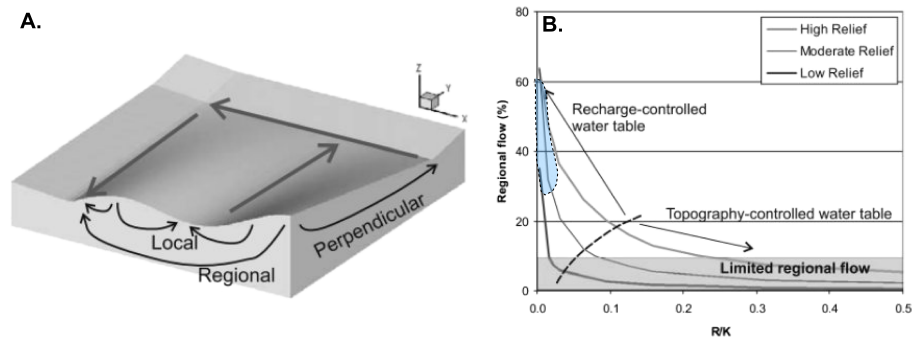 A.
Z
Y
X
Local
Regional
Perpendicular
B.
80
60
40
20
0
Regional flow (%)
High Relief
Moderate Relief
Low Relief
Recharge-controlled
water table
Topography-controlled water table
Limited regional flow
0.0
0.1
0.2
0.3
0.4
0.5
R/K